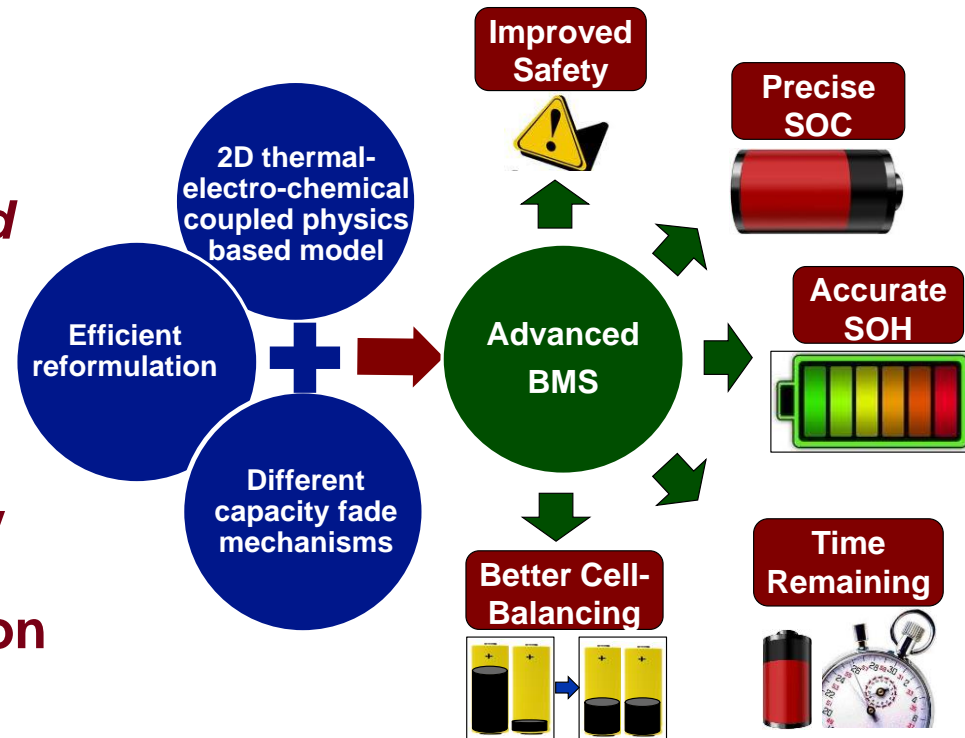 Improved
Safety
Precise
SOC
2D thermal-
electro-chemical
coupled physics
based model
Efficient
reformulation
Different
capacity fade
mechanisms
Advanced
BMS
Accurate
SOH
Better Cell-
Balancing
+ +
+ +
Time
Remaining
on